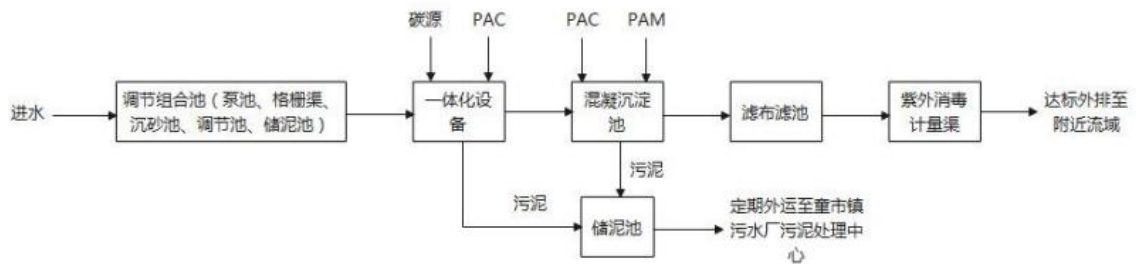 碳源
PAC
PAC
PAM
进水
调节组合池（泵池、格栅渠、
沉砂池、调节池、储泥池）
一体化设
备
混凝沉淀
池
滤布滤池
紫外消毒
计量渠
达标外排至
附近流域
污泥
污泥
储泥池
定期外运至童市镇
污水厂污泥处理中
心